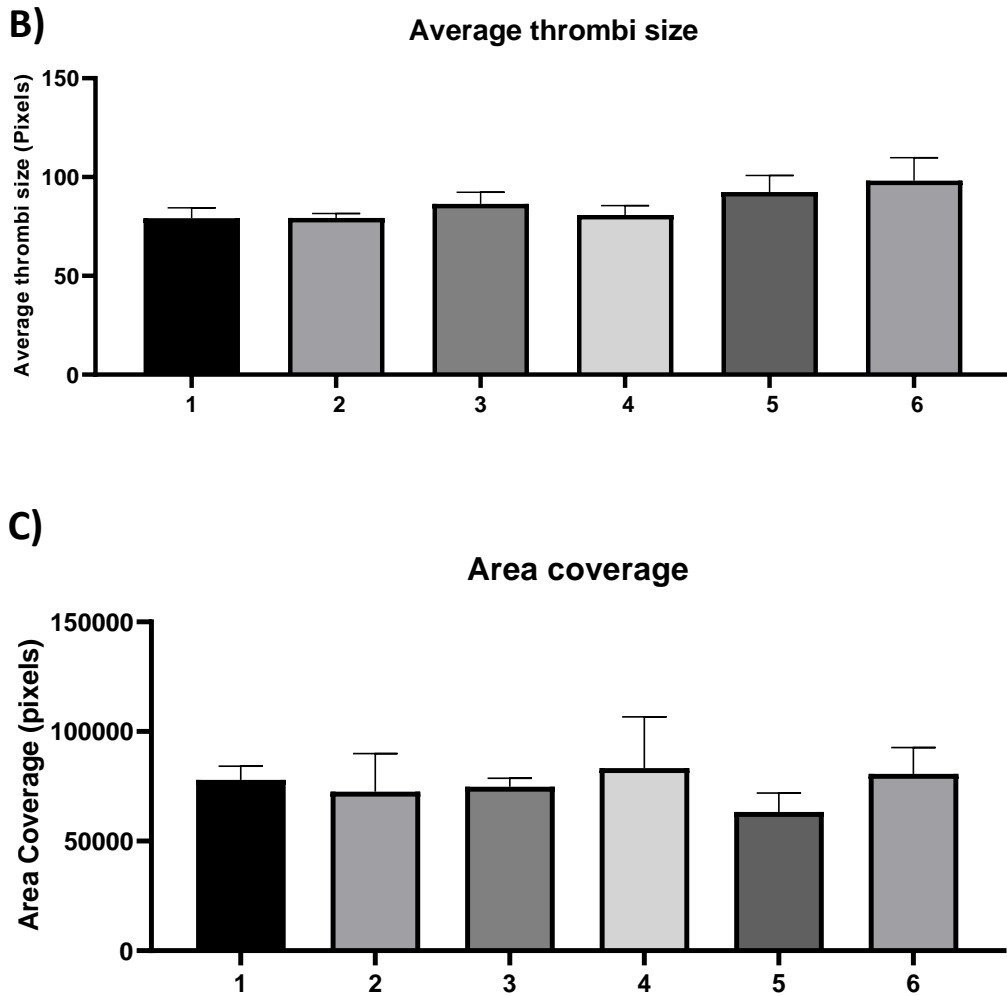 B)
Average thrombi size
Average thrombi size (Pixels)
150
100
50
0
1 2 3 4 5 6
C)
Area coverage
Area Coverage (pixels)
150000
100000
50000
0
1 2 3 4 5 6